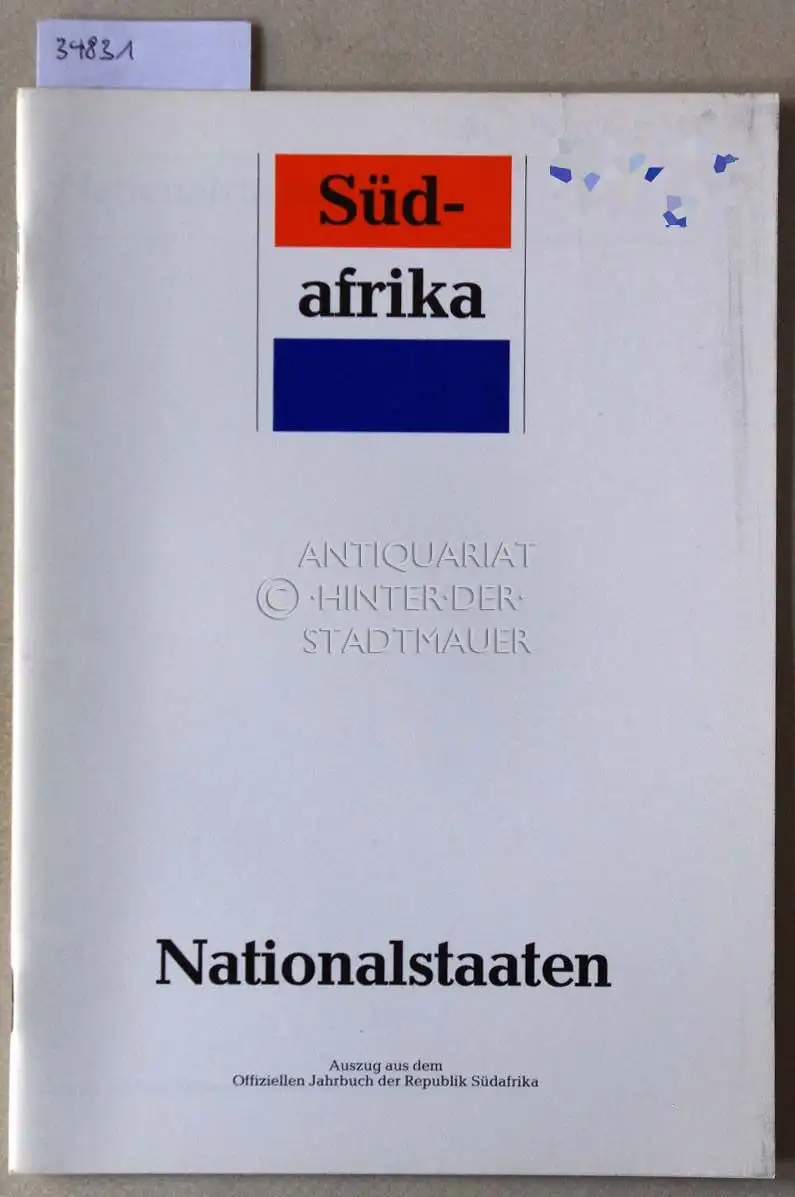 34831
Süd-
afrika
ANTIQUARIAT
© ·HINTER·DER·
STADTMAUER
Nationalstaaten
Auszug aus dem
Offiziellen Jahrbuch der Republik Südafrika